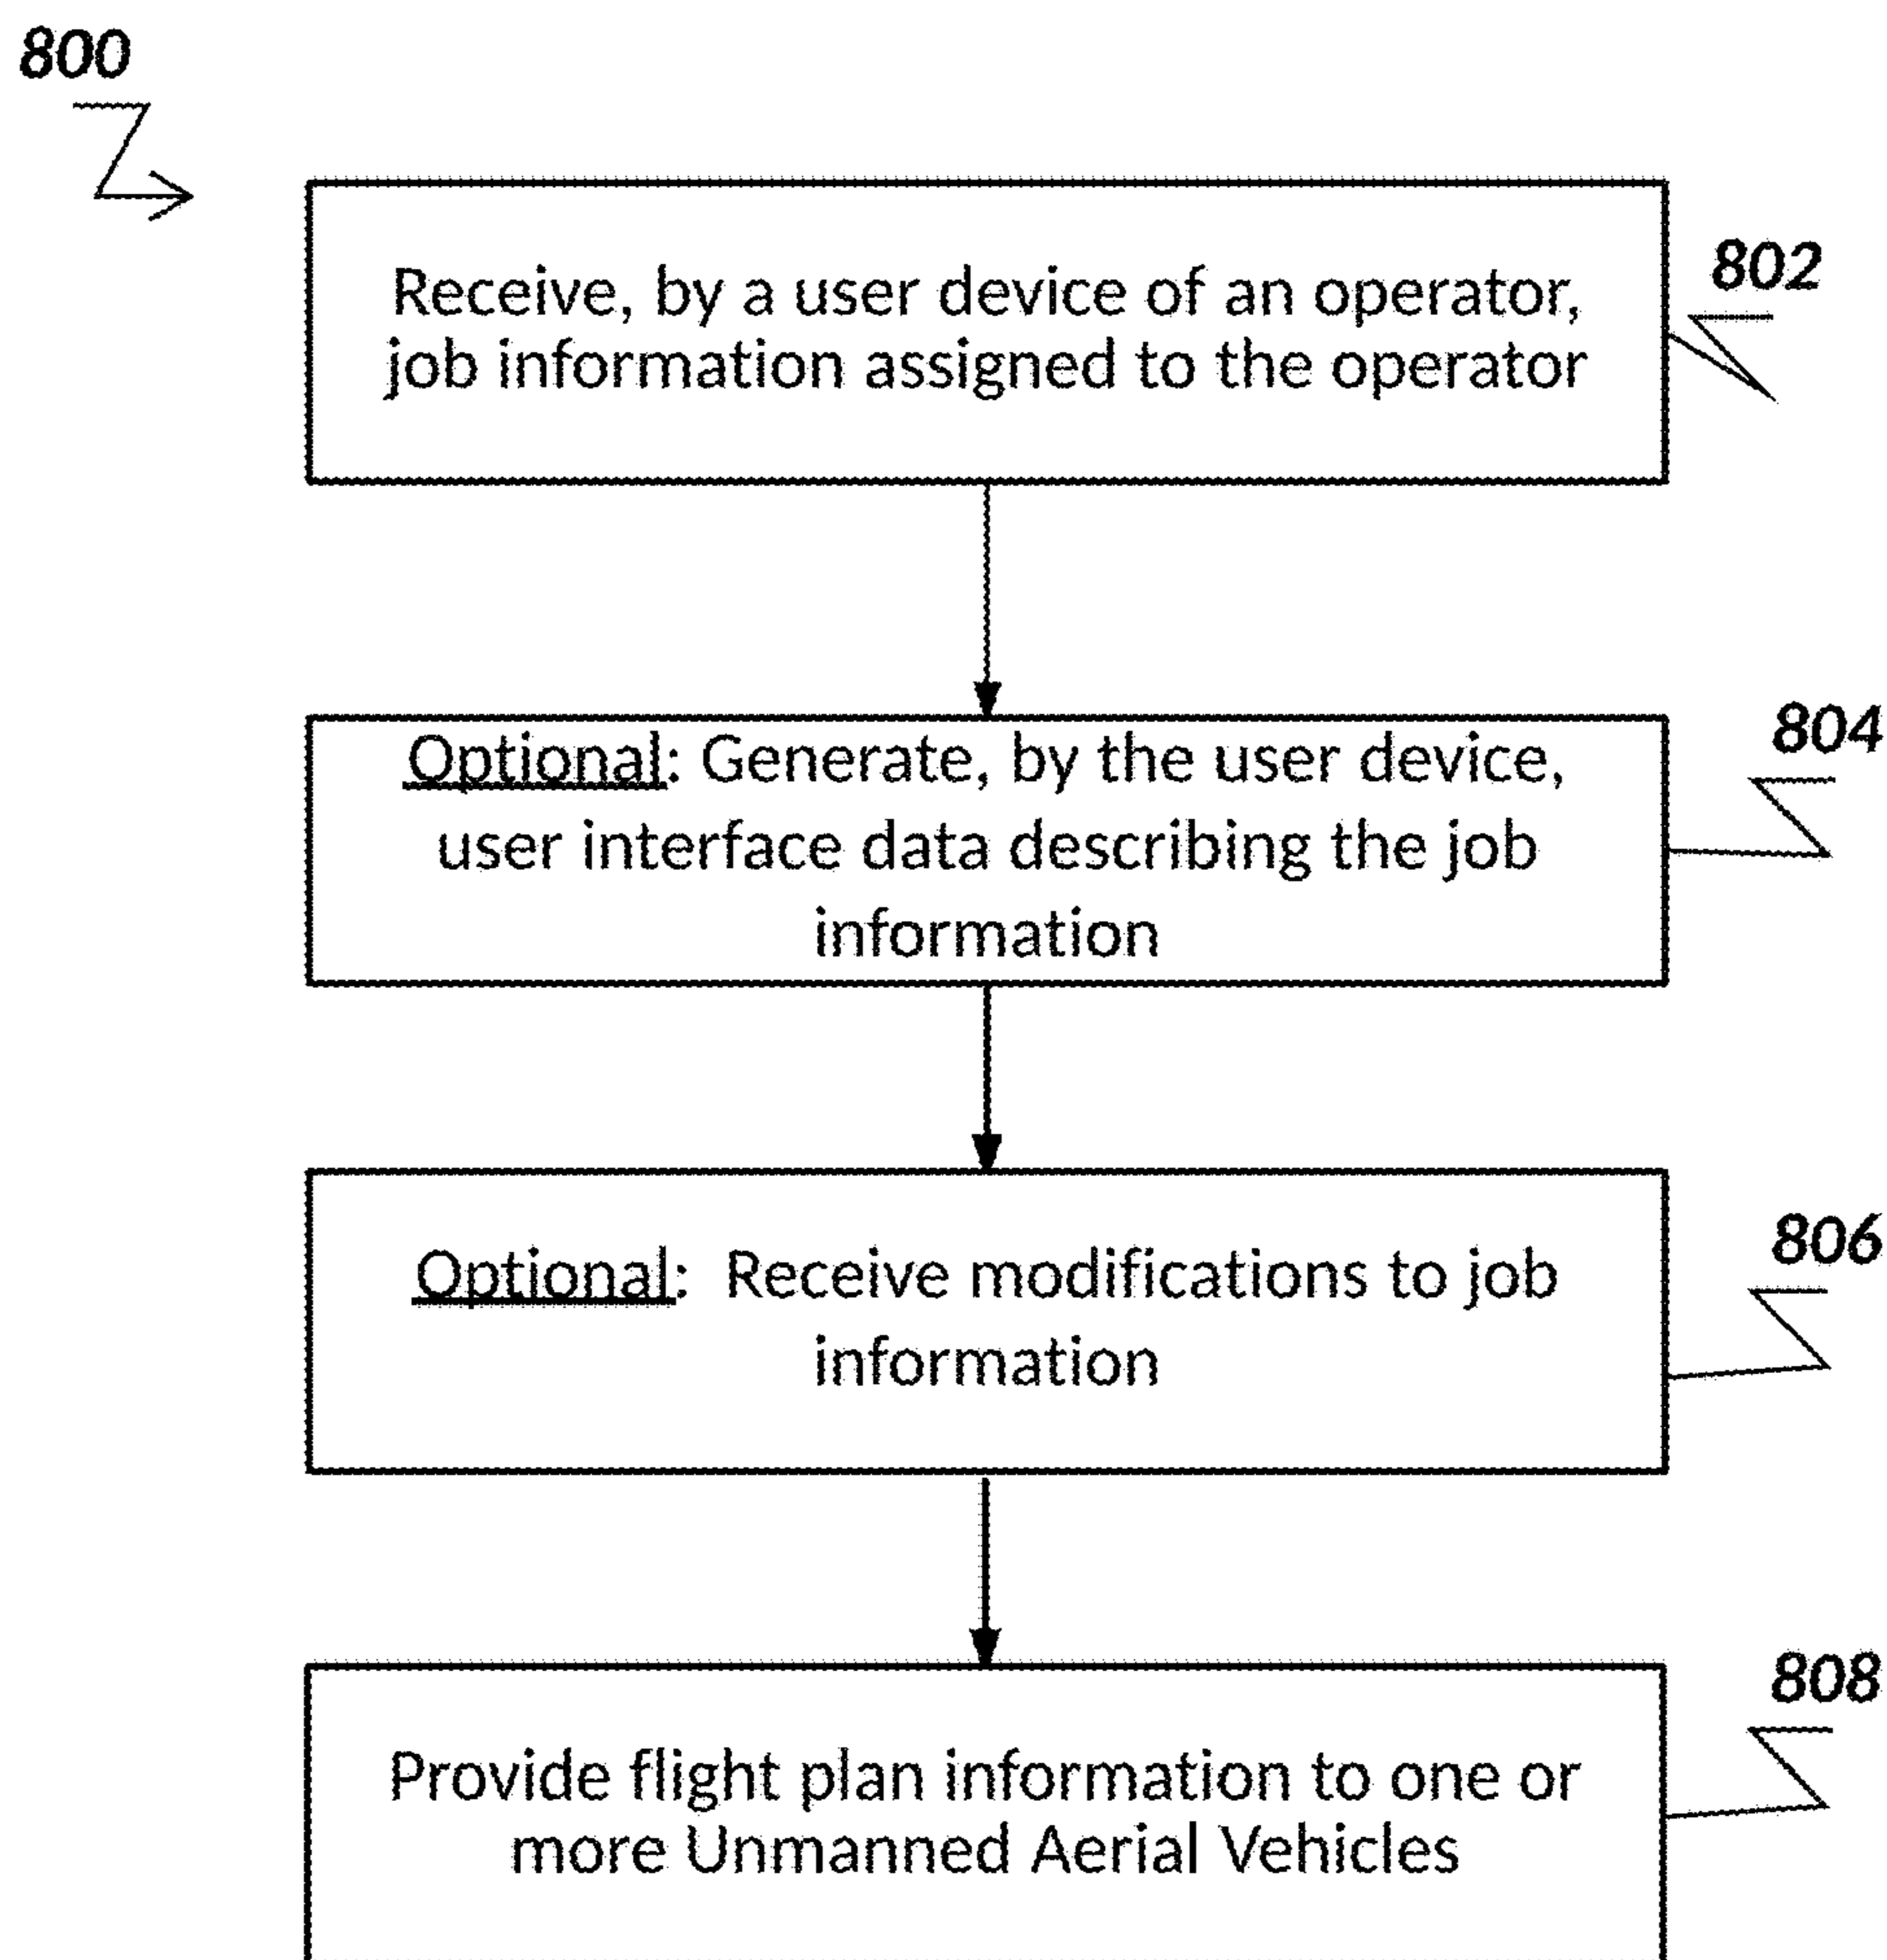 800
802
Receive, by a user device of an operator,
job information assigned to the operator
804
Optional: Generate, by the user device,
user interface data describing the job
information
806
Optional:  Receive modifications to job
information
808
Provide flight plan information to one or
more Unmanned Aerial Vehicles